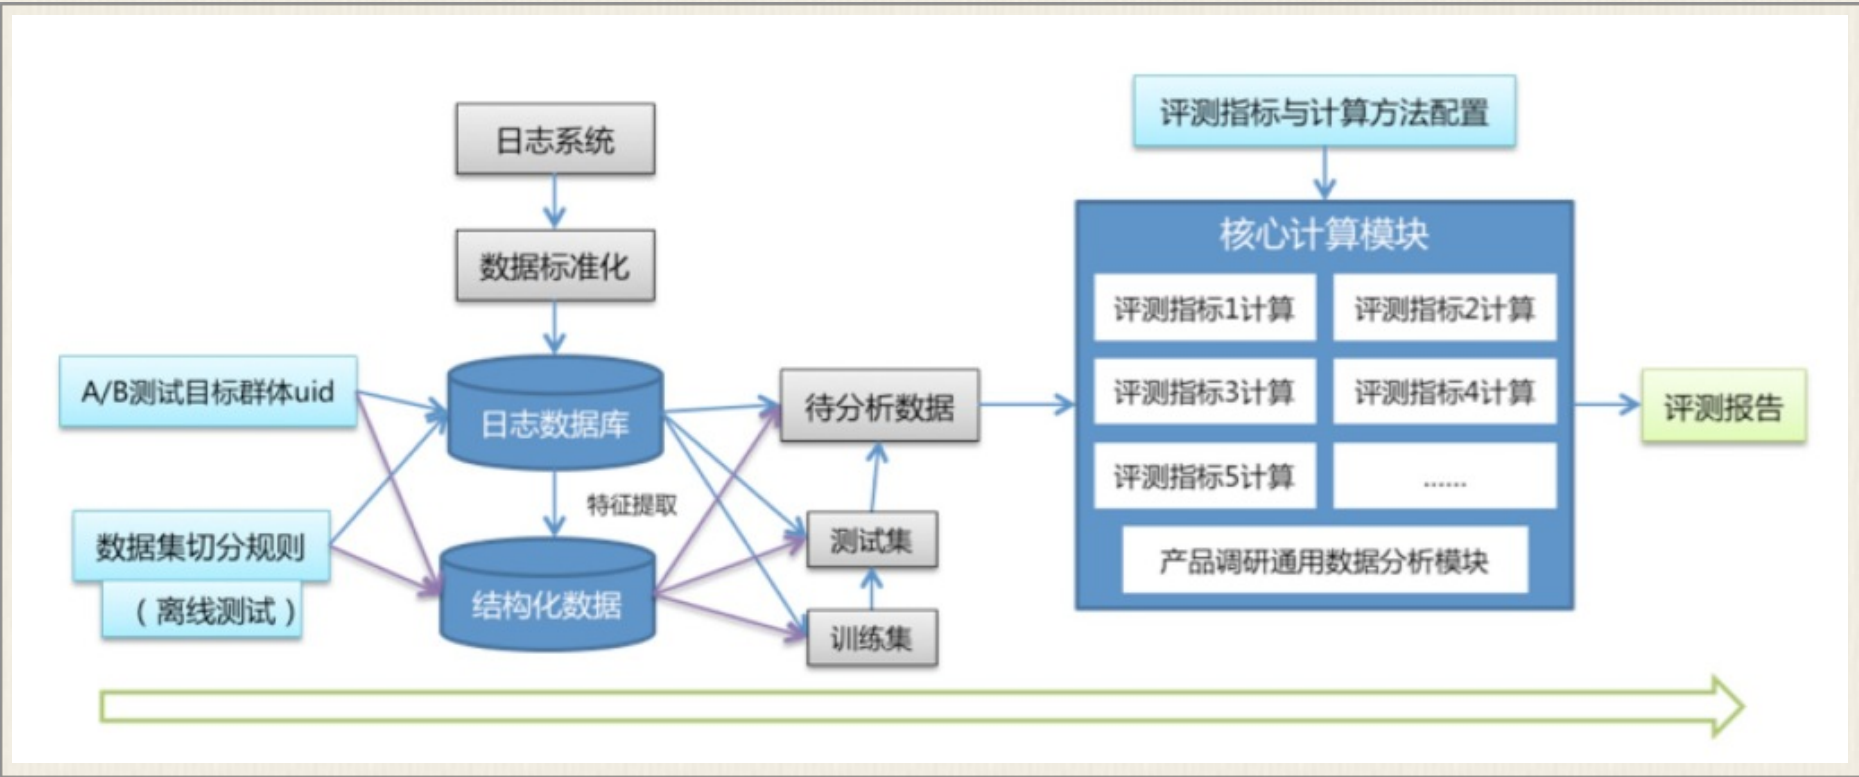 日志系统
数据标准化
A/B测试目标群体uid
数据集切分规则
（离线测试）
日志数据库
特征提取
结构化数据
待分析数据
测试集
训练集
评测指标与计算方法配置
核心计算模块
评测指标1计算
评测指标2计算
评测指标3计算
评测指标4计算
评测指标5计算
......
产品调研通用数据分析模块
评测报告